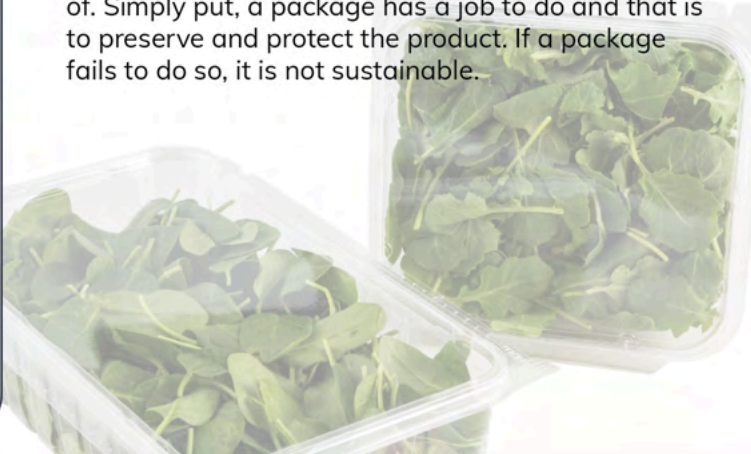 of. Simply put, a package has a job to do and that is
to preserve and protect the product. If a package
fails to do so, it is not sustainable.